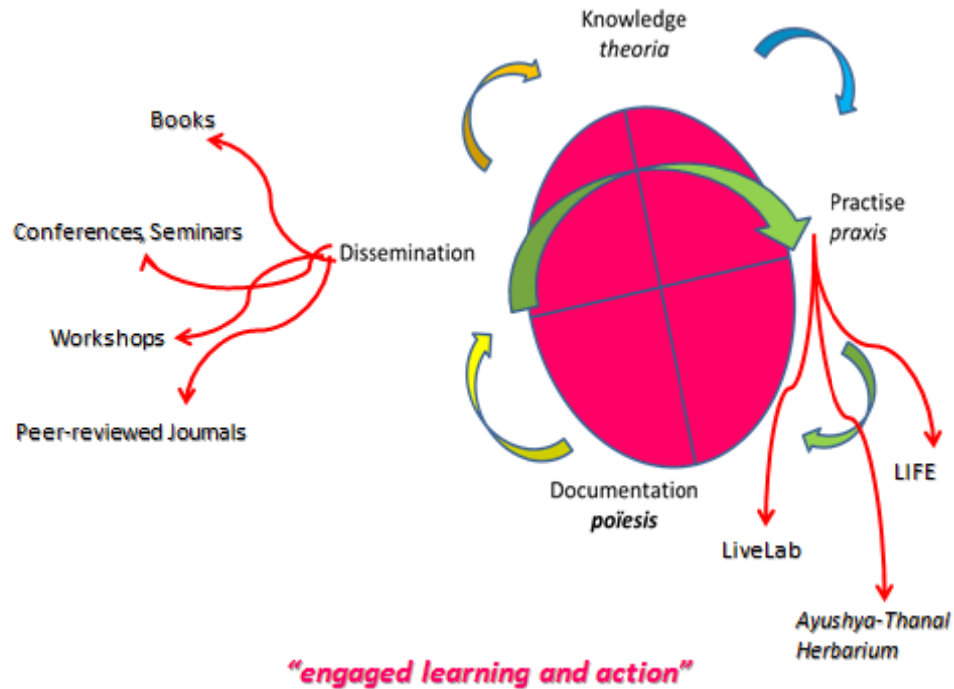 Knowledge
theoria
Books
Practise
praxis
Conferences, Seminars
Dissemination
Workshops
Peer-reviewed Journals
LIFE
Documentation
poïesis
LiveLab
Ayushya-Thanal
Herbarium
“engaged learning and action”